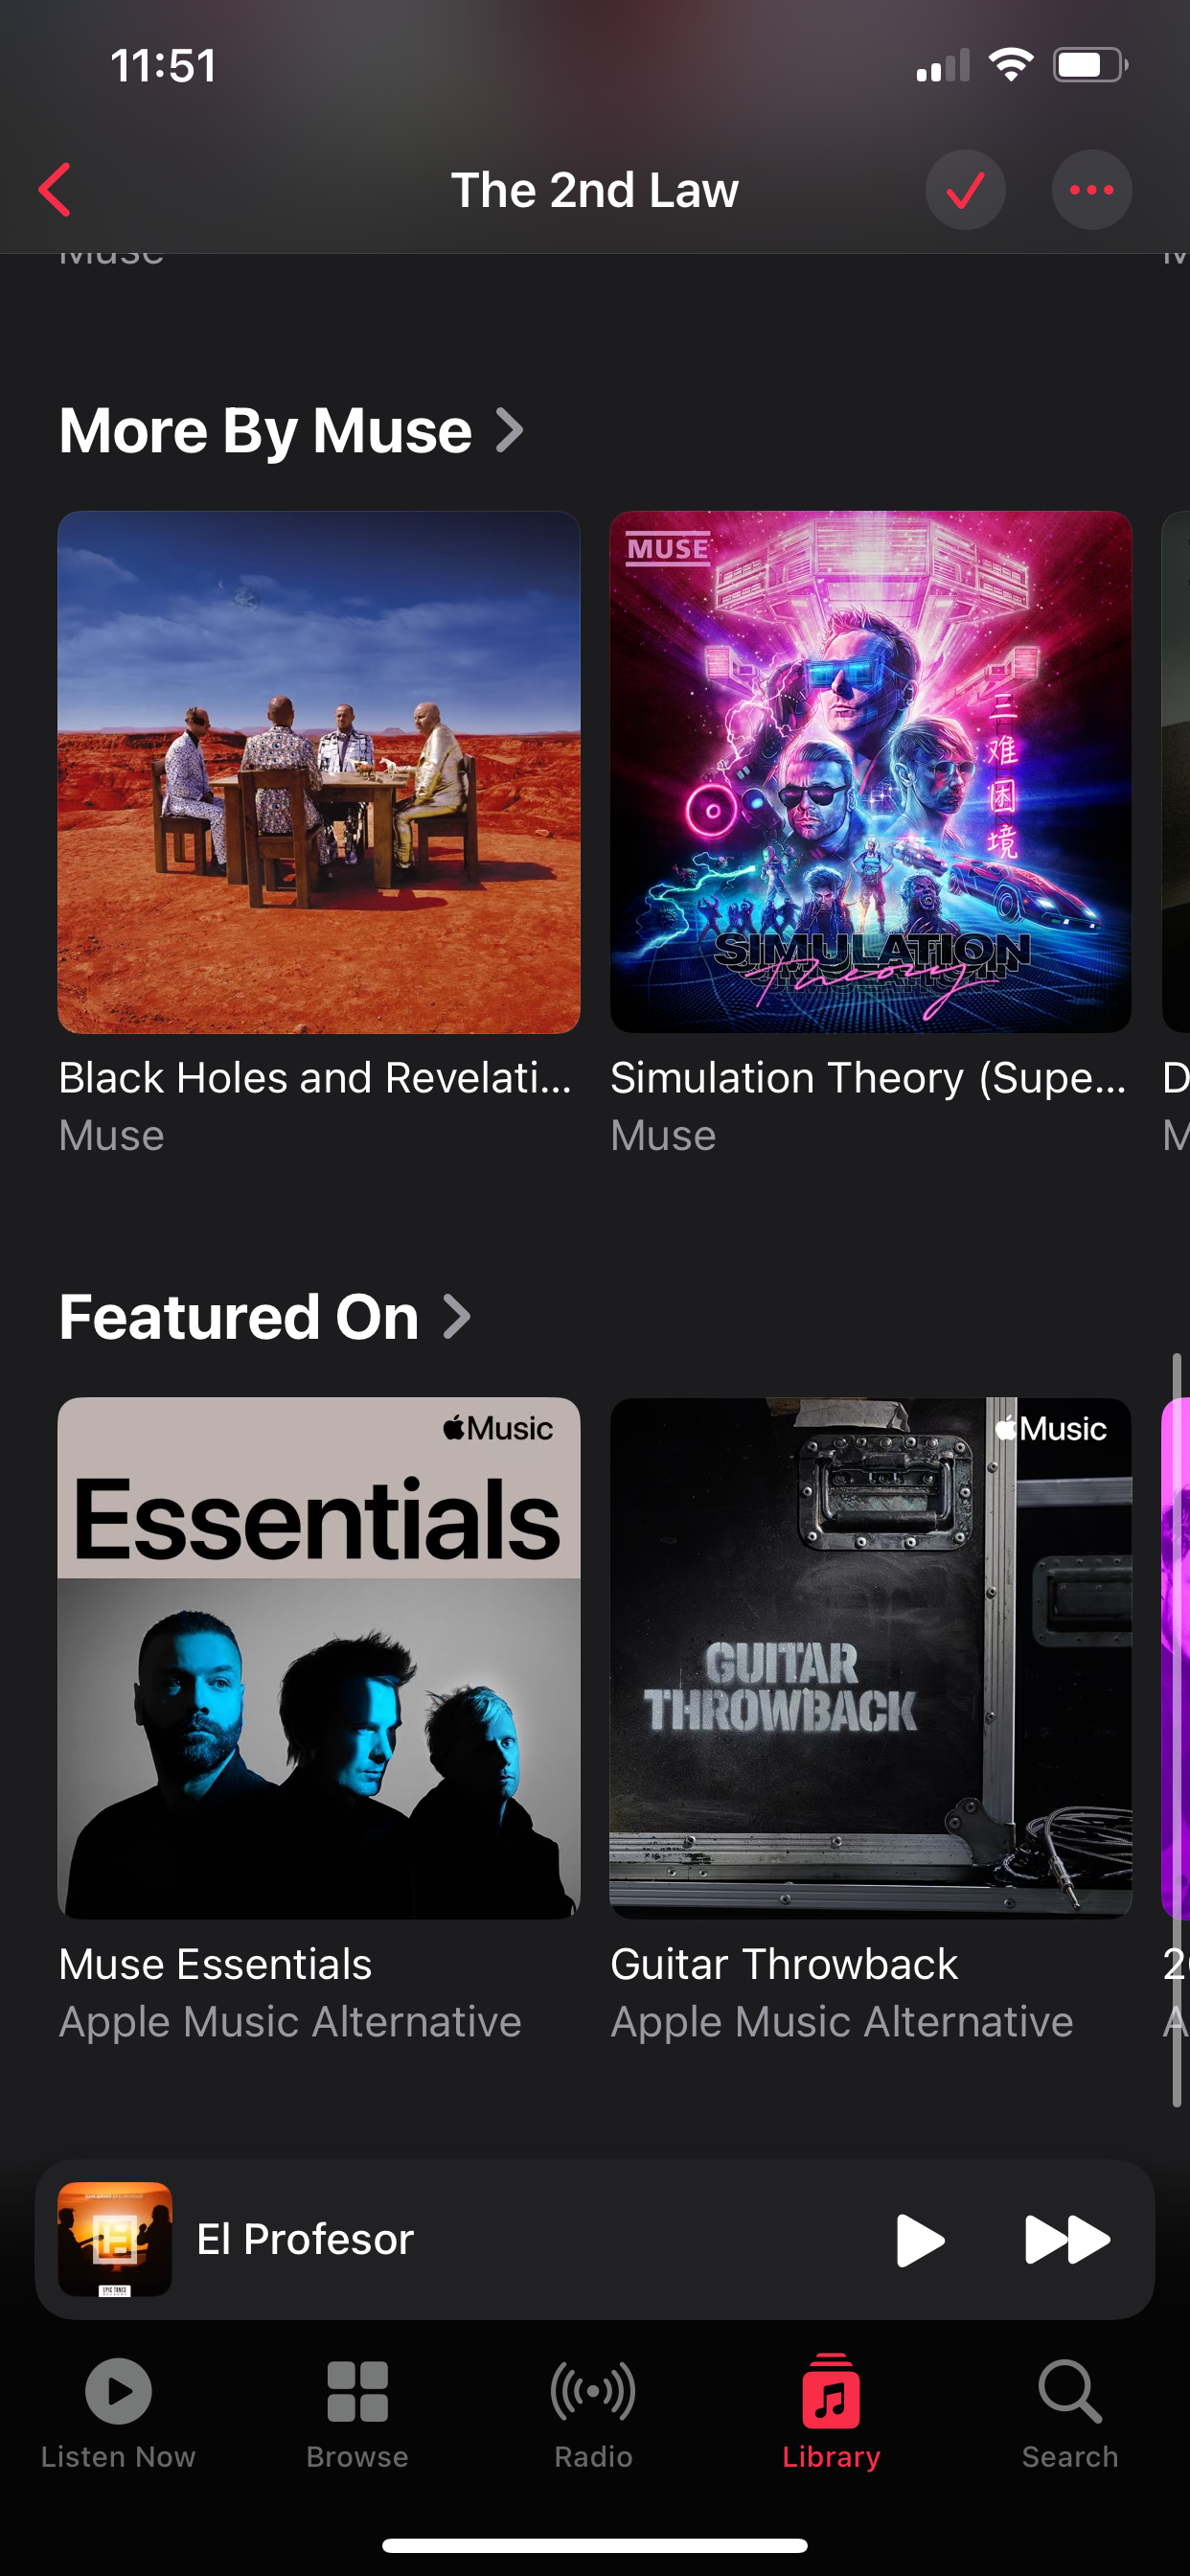 11:51
The 2nd Law
Muse
More By Muse
MUSE
三
难
困
境
SIMULATION
Theory
Black Holes and Revelati...
Simulation Theory (Supe...
D
Muse
Muse
M
Featured On
Music
Essentials
Music
GUITAR
THROWBACK
Muse Essentials
Guitar Throwback
Apple Music Alternative
Apple Music Alternative
A
El Profesor
Listen Now
Browse
Radio
Library
Search